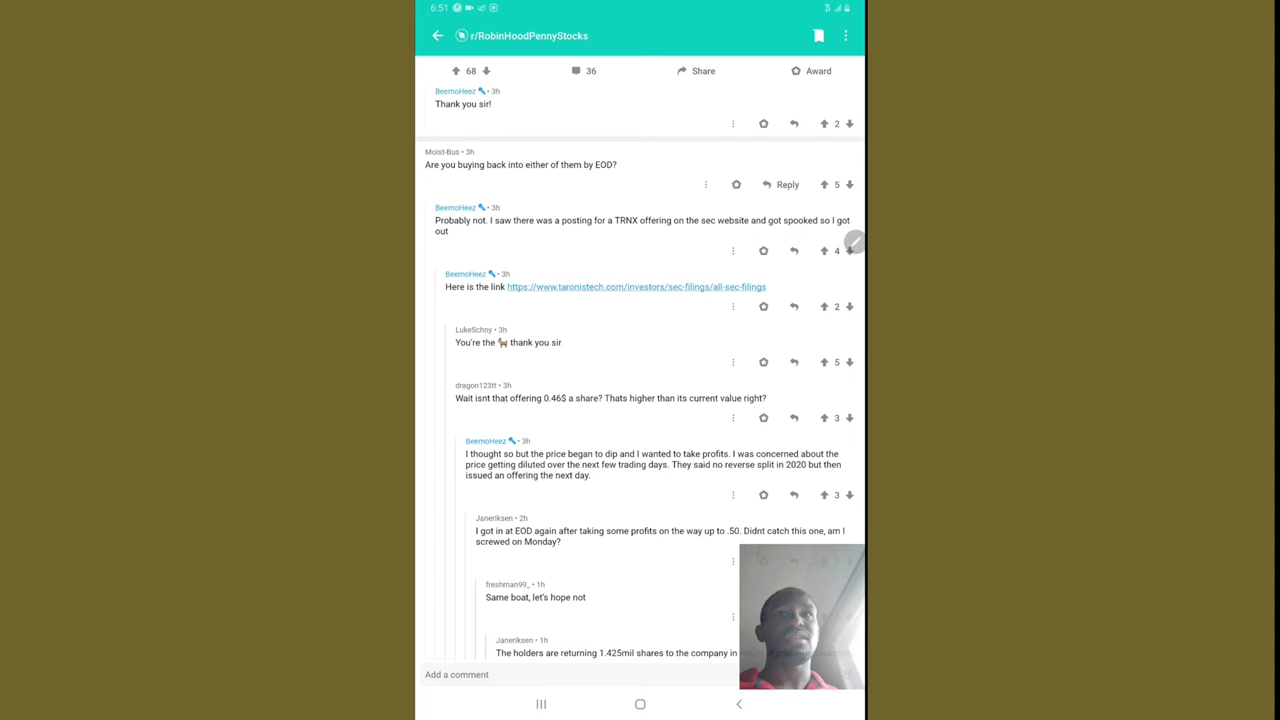 6:51
r/RobinHoodPennyStocks
68
36
Share
Award
BeemoHeez • 3h
Thank you sir!
2
Moist-Bus • 3h
Are you buying back into either of them by EOD?
Reply
5
BeemoHeez • 3h
Probably not. I saw there was a posting for a TRNX offering on the sec website and got spooked so I got
out
4
BeemoHeez • 3h
Here is the link https://www.taronistech.com/investors/sec-filings/all-sec-filings
2
LukeSchny • 3h
You're the 🐐 thank you sir
5
dragon123tt • 3h
Wait isnt that offering 0.46$ a share? Thats higher than its current value right?
3
BeemoHeez • 3h
I thought so but the price began to dip and I wanted to take profits. I was concerned about the
price getting diluted over the next few trading days. They said no reverse split in 2020 but then
issued an offering the next day.
3
Janeriksen • 2h
I got in at EOD again after taking some profits on the way up to .50. Didnt catch this one, am I
screwed on Monday?
freshman99_ • 1h
Same boat, let's hope not
Janeriksen • 1h
The holders are returning 1.425mil shares to the company in
Add a comment